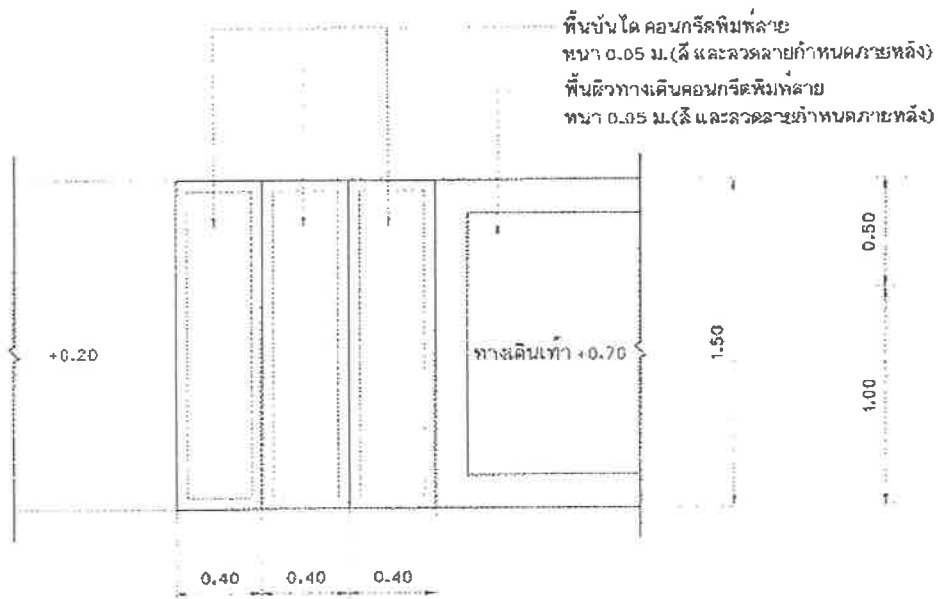 พื้นบันได คอนกรีตพิมพ์ลาย
หนา 0.05 ม.(สี และลวดลายกำหนดภายหลัง)
พื้นผิวทางเดินคอนกรีตพิมพ์ลาย
หนา 0.05 ม.(สี และลวดลายกำหนดภายหลัง)
+0.20
ทางเดินเท้า +0.70
1.50
0.50
1.00
0.40
0.40
0.40